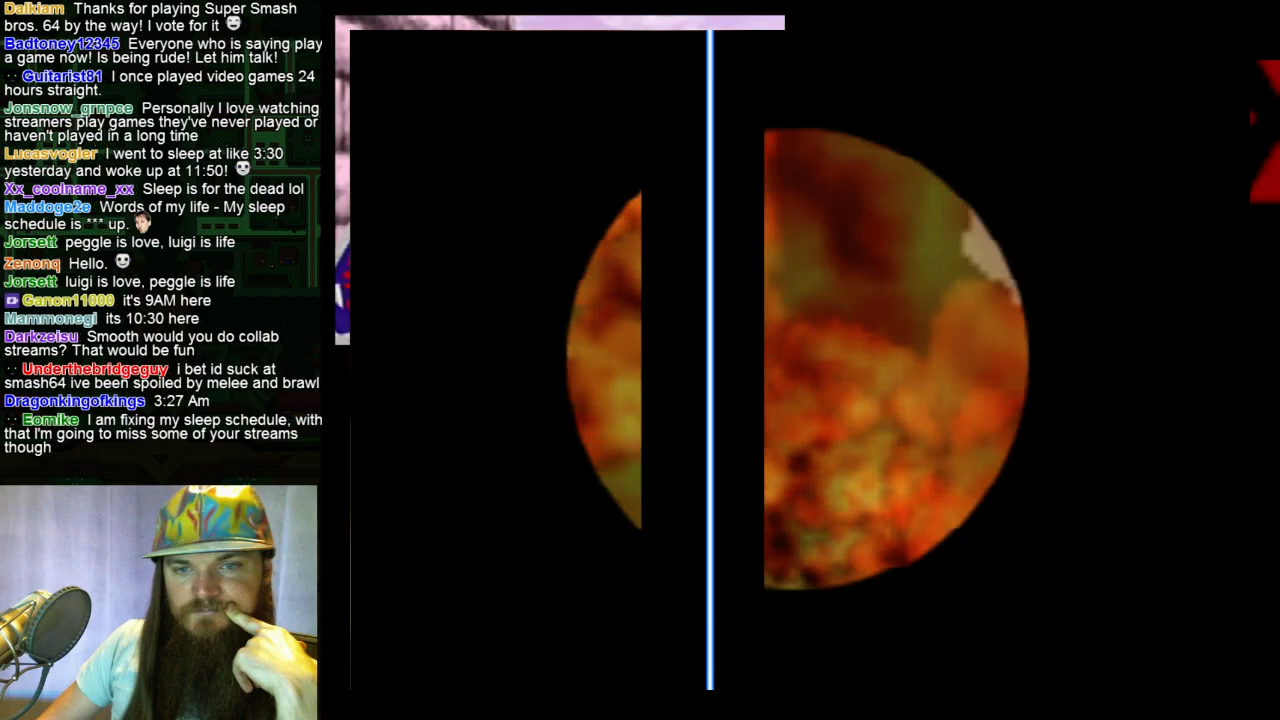 Dalkiam Thanks for playing Super Smash
bros. 64 by the way! I vote for it
Badtoney12345 Everyone who is saying play
a game now! Is being rude! Let him talk!
Guitarist81 I once played video games 24
hours straight.
Jonsnow_grnpce Personally I love watching
streamers play games they've never played or
haven't played in a long time
Lucasvogler I went to sleep at like 3:30
yesterday and woke up at 11:50!
Xx_coolname_xx Sleep is for the dead lol
Maddoge2e Words of my life - My sleep
schedule is *** up.
Jorsett peggle is love, luigi is life
Zenonq Hello.
Jorsett luigi is love, peggle is life
Ganon11000 it's 9AM here
Mammonegi its 10:30 here
Darkzeisu Smooth would you do collab
streams? That would be fun
Underthebridgeguy i bet id suck at
smash64 ive been spoiled by melee and brawl
Dragonkingofkings 3:27 Am
Eomike I am fixing my sleep schedule, with
that I'm going to miss some of your streams
though